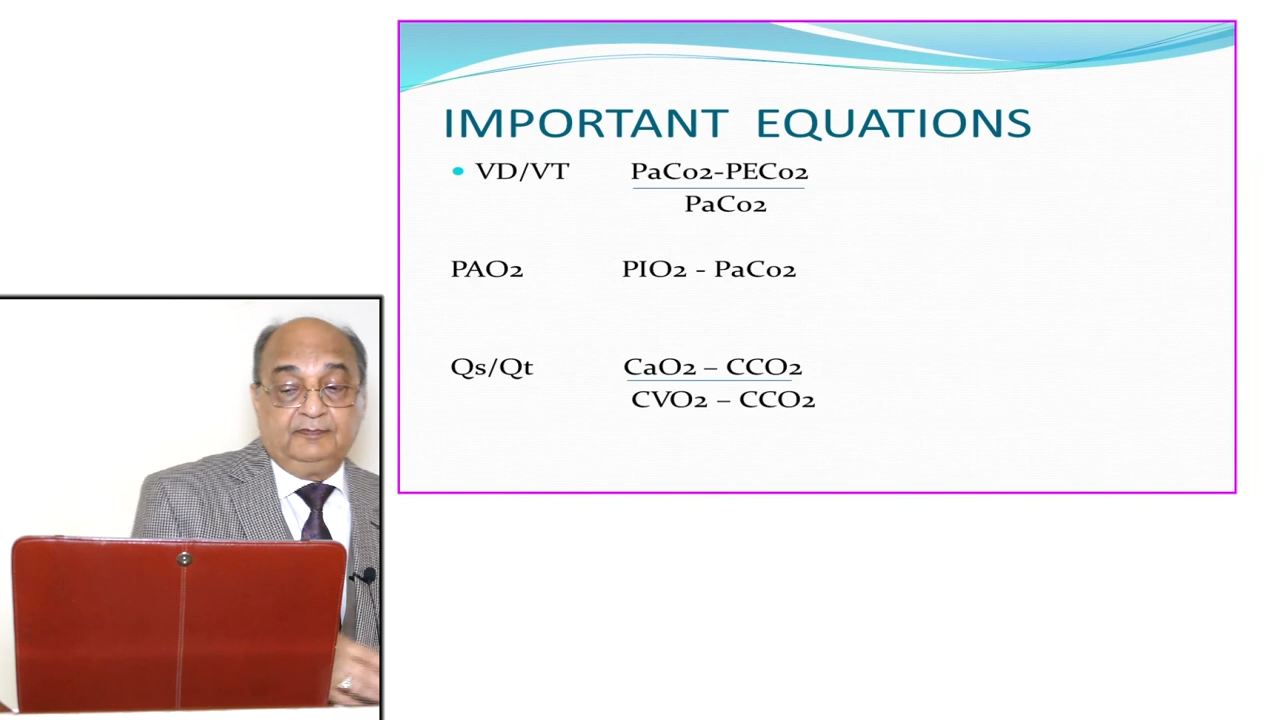 IMPORTANT EQUATIONS
• VD/VT PaCo2-PECo2
PaCo2
PAO2 PIO2 - PaCo2
Qs/Qt CaO2 – CCO2
CVO2 – CCO2